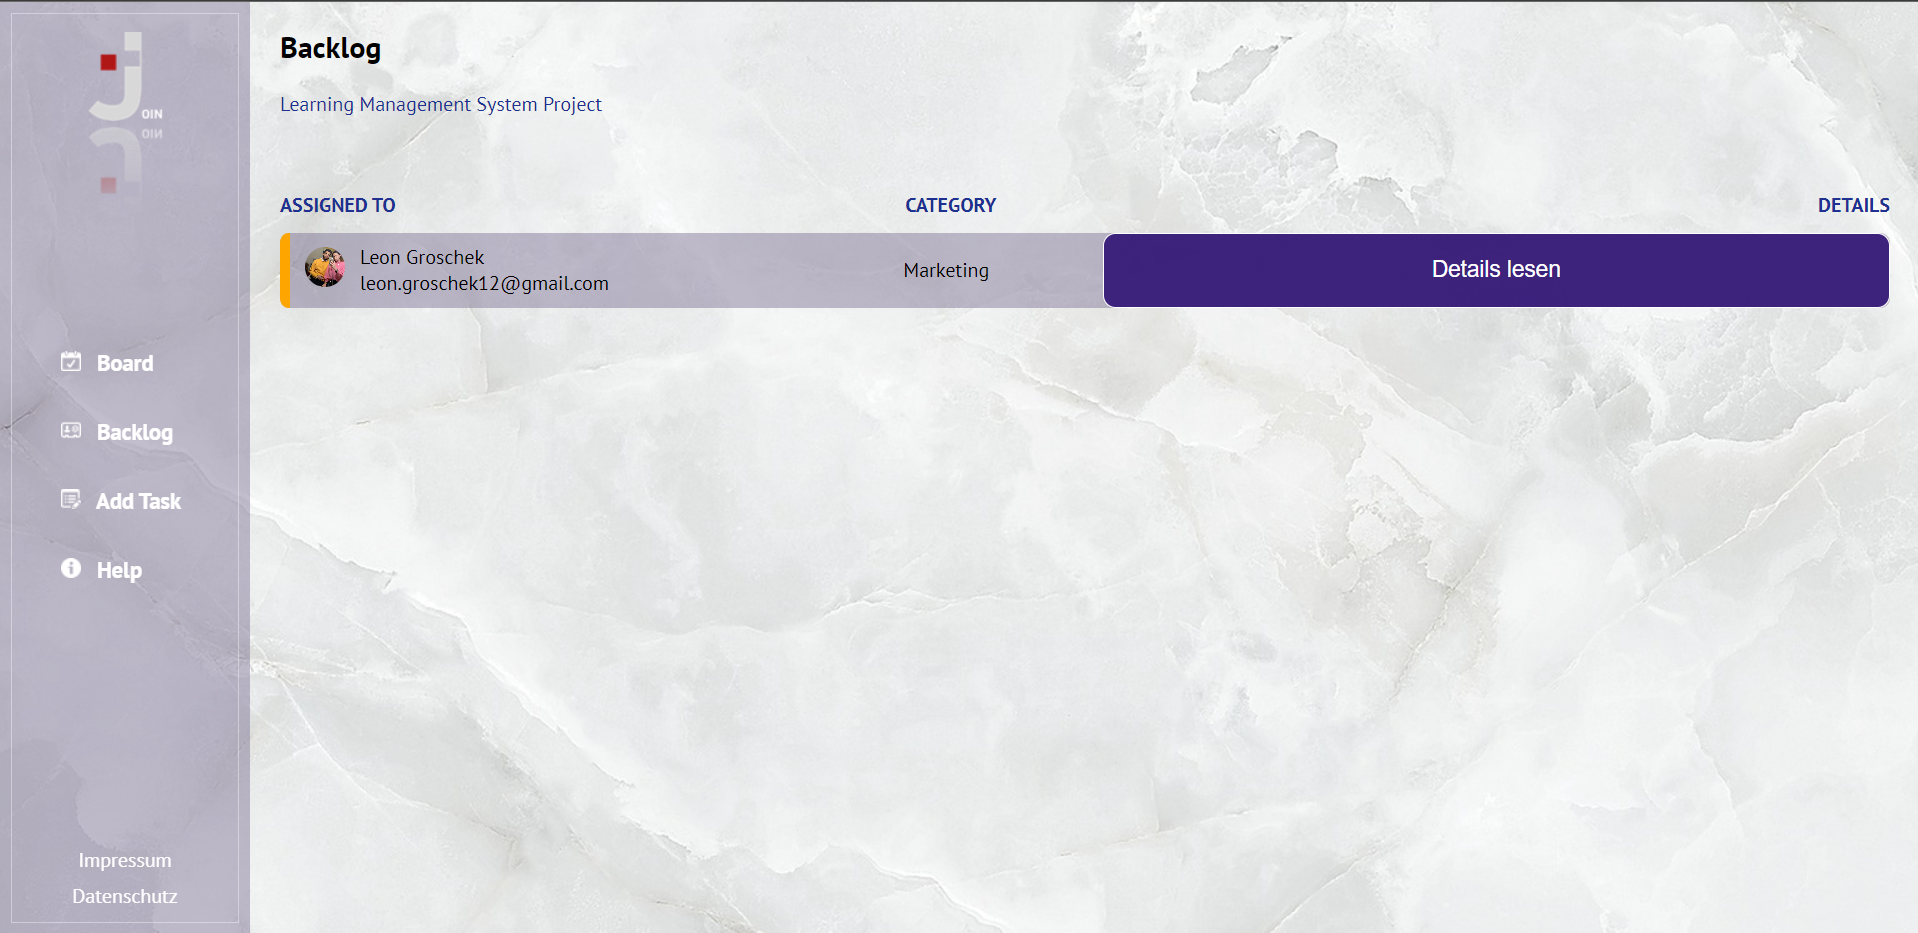 OIN
Board
Backlog
Add Task
Help
Impressum
Datenschutz
Backlog
Learning Management System Project
ASSIGNED TO CATEGORY DETAILS
Leon Groschek
leon.groschek12@gmail.com
Marketing
Details lesen